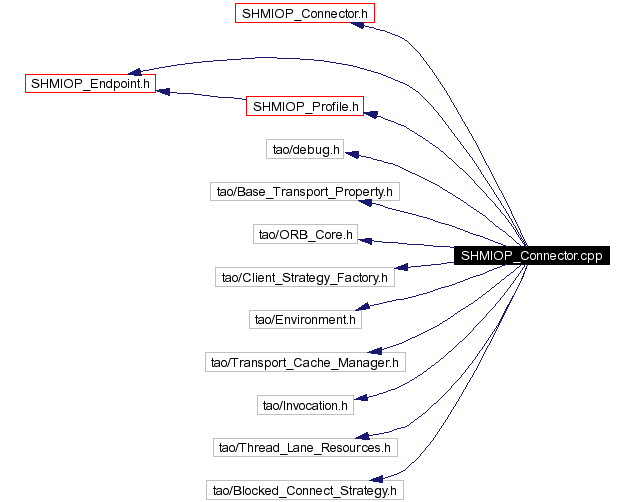 SHMIOP_Connector.h
SHMIOP_Endpoint.h
SHMIOP_Profile.h
tao/debug.h
tao/Base_Transport_Property.h
tao/ORB_Core.h
SHMIOP_Connector.cpp
tao/Client_Strategy_Factory.h
tao/Environment.h
tao/Transport_Cache_Manager.h
tao/Invocation.h
tao/Thread_Lane_Resources.h
tao/Blocked_Connect_Strategy.h